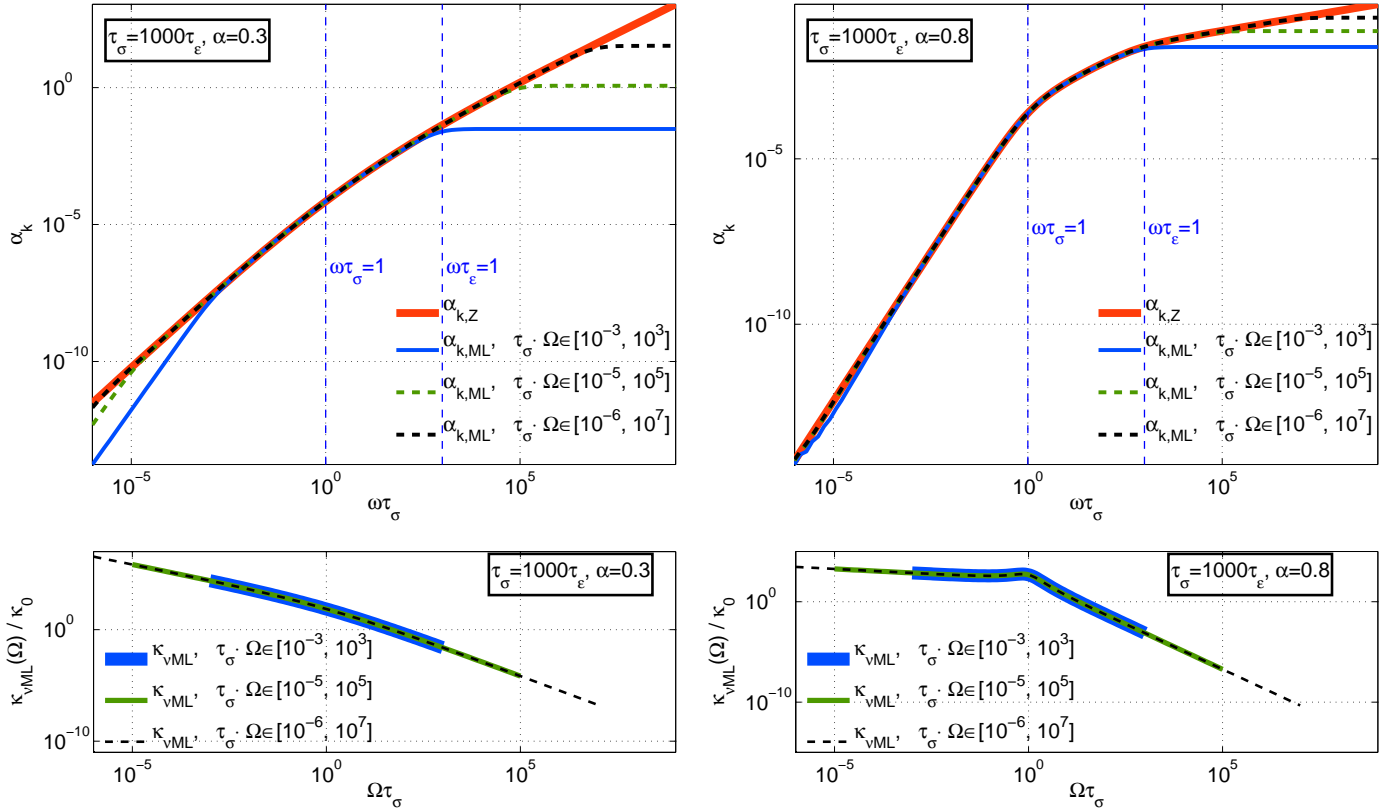 τσ=1000τε, α=0.3
10^0
10^−5
10^−10
αk
ωτσ=1
ωτε=1
αk,Z
αk,ML, τσ· Ω∈[10^−3, 10^3]
αk,ML, τσ· Ω∈[10^−5, 10^5]
αk,ML, τσ· Ω∈[10^−6, 10^7]
10^−5
10^0
10^5
ωτσ
τσ=1000τε, α=0.8
10^−5
10^−10
αk
ωτσ=1
ωτε=1
αk,Z
αk,ML, τσ· Ω∈[10^−3, 10^3]
αk,ML, τσ· Ω∈[10^−5, 10^5]
αk,ML, τσ· Ω∈[10^−6, 10^7]
10^−5
10^0
10^5
ωτσ
τσ=1000τε, α=0.3
10^0
10^−10
κνML(Ω) / κ0
κνML, τσ· Ω∈[10^−3, 10^3]
κνML, τσ· Ω∈[10^−5, 10^5]
κνML, τσ· Ω∈[10^−6, 10^7]
10^−5
10^0
10^5
Ωτσ
τσ=1000τε, α=0.8
10^0
10^−10
κνML(Ω) / κ0
κνML, τσ· Ω∈[10^−3, 10^3]
κνML, τσ· Ω∈[10^−5, 10^5]
κνML, τσ· Ω∈[10^−6, 10^7]
10^−5
10^0
10^5
Ωτσ